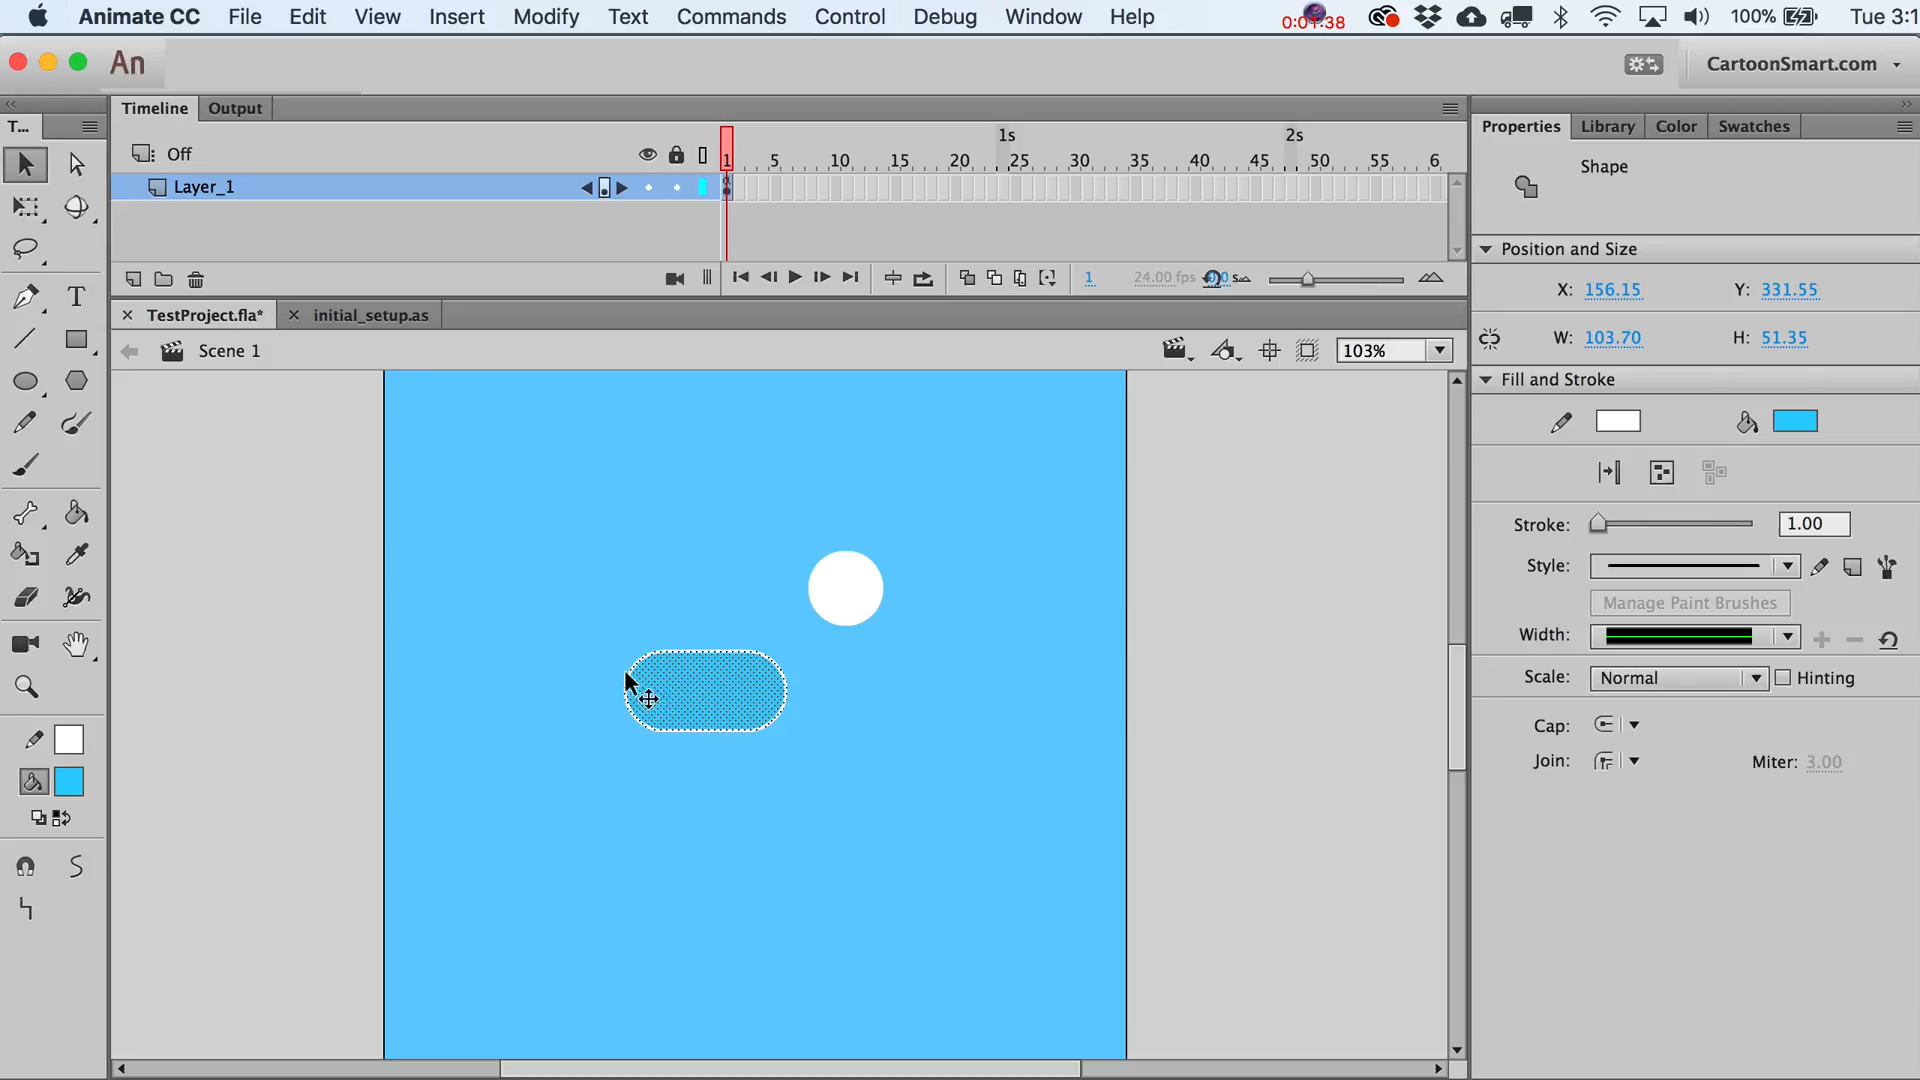 Animate CC File Edit View Insert Modify Text Commands Control Debug Window Help 0:01:38 100% Tue 3:1
An CartoonSmart.com
T... Timeline Output Properties Library Color Swatches
Off 1s 2s
1 5 10 15 20 25 30 35 40 45 50 55 6
Shape
Layer_1
Position and Size
1 24.00 fps s
X: 156.15 Y: 331.55
TestProject.fla* initial_setup.as
W: 103.70 H: 51.35
Scene 1 103%
Fill and Stroke
Stroke: 1.00
Style:
Manage Paint Brushes
Width:
Scale: Normal Hinting
Cap:
Join: Miter: 3.00